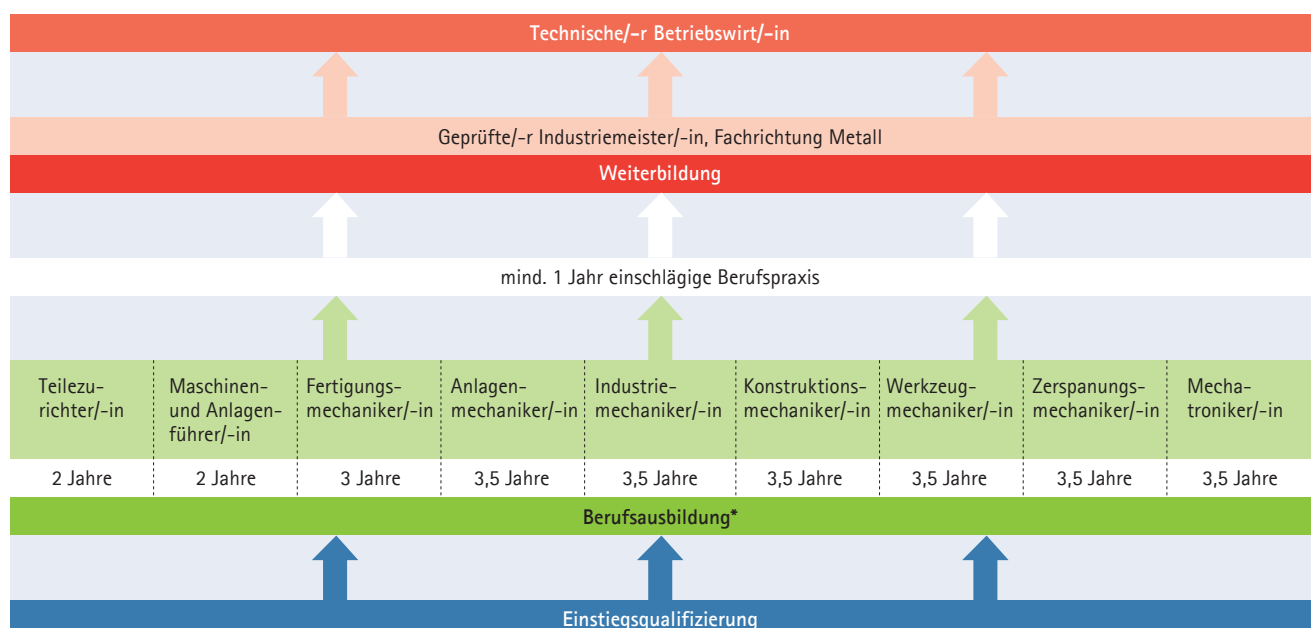 Technische/-r Betriebswirt/-in
Geprüfte/-r Industriemeister/-in, Fachrichtung Metall
Weiterbildung
mind. 1 Jahr einschlägige Berufspraxis
Teilezu-
richter/-in
Maschinen-
und Anlagen-
führer/-in
Fertigungs-
mechaniker/-in
Anlagen-
mechaniker/-in
Industrie-
mechaniker/-in
Konstruktions-
mechaniker/-in
Werkzeug-
mechaniker/-in
Zerspanungs-
mechaniker/-in
Mecha-
troniker/-in
2 Jahre
2 Jahre
3 Jahre
3,5 Jahre
3,5 Jahre
3,5 Jahre
3,5 Jahre
3,5 Jahre
3,5 Jahre
Berufsausbildung*
Einstiegsqualifizierung